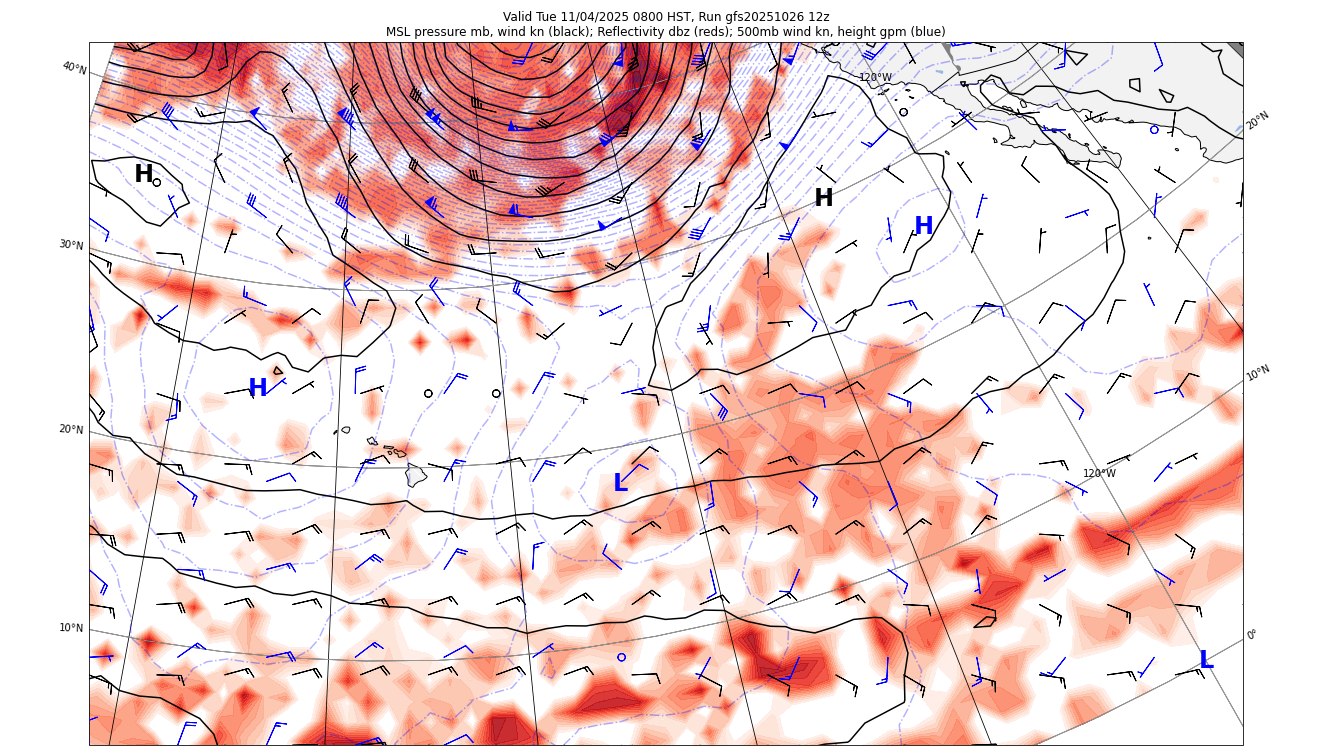 Valid Tue 11/04/2025 0800 HST, Run gfs20251026 12z
MSL pressure mb, wind kn (black); Reflectivity dbz (reds); 500mb wind kn, height gpm (blue)
40°N
120°W
20°N
H
H
H
30°N
10°N
H
20°N
L
120°W
10°N
0°
L